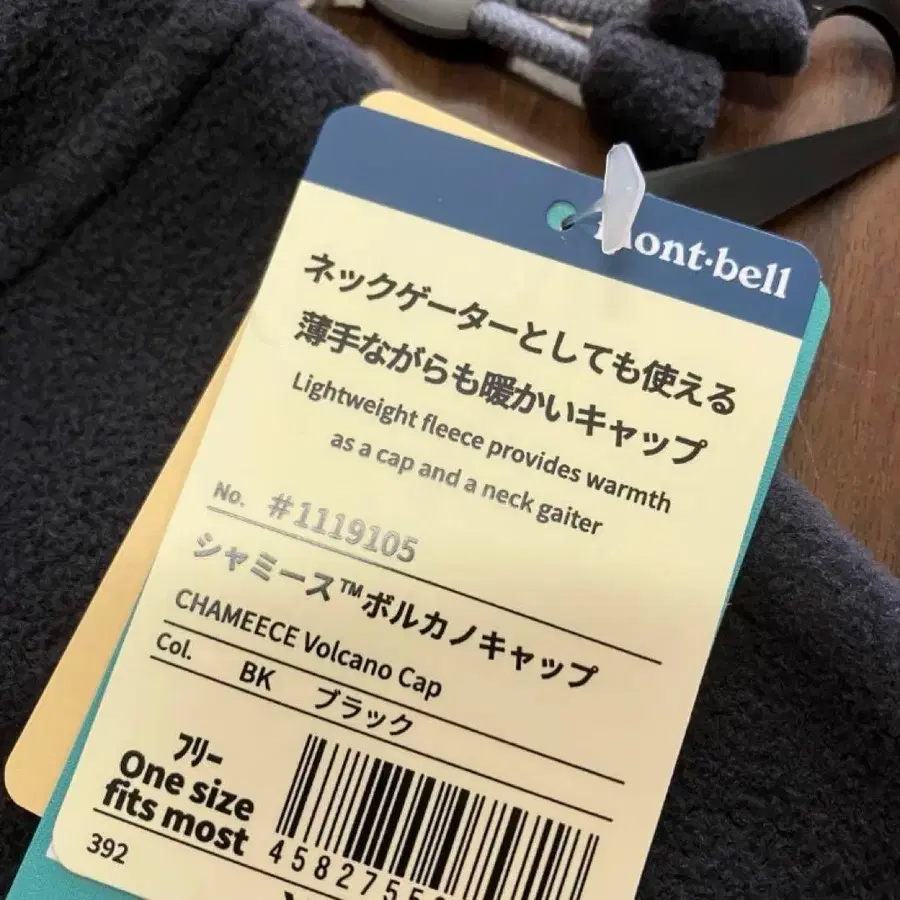 mont·bell
ネックゲーターとしても使える
薄手ながらも暖かいキャップ
Lightweight fleece provides warmth
as a cap and a neck gaiter
No. #1119105
シャミース™ボルカノキャップ
CHAMEECE Volcano Cap
Col. BK ブラック
フリー
One size
fits most
392
4582755